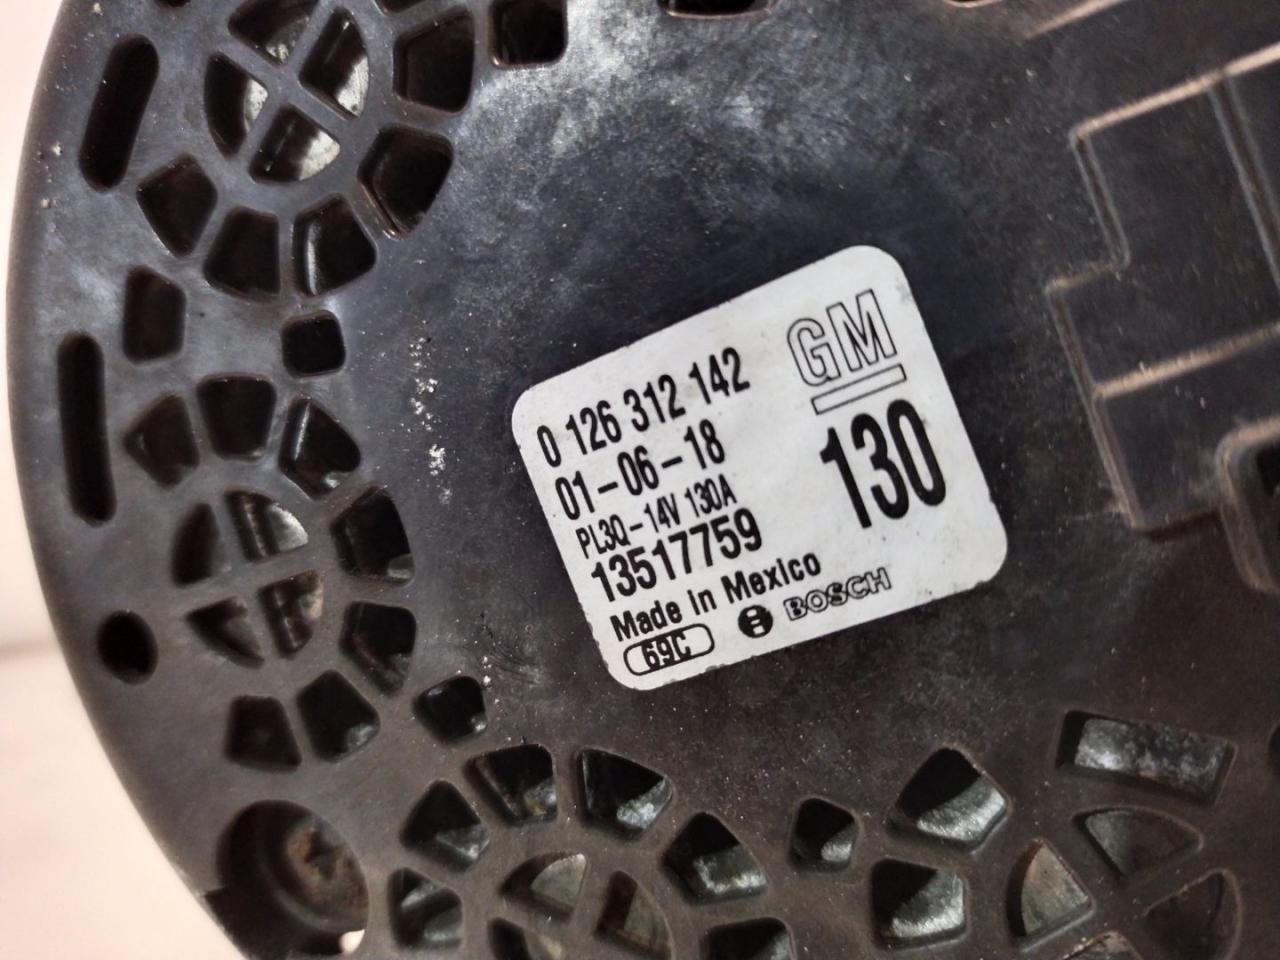 GM
0 126 312 142
01-06-18
130
PL3Q-14V 130A
13517759
Made in Mexico
69C
BOSCH